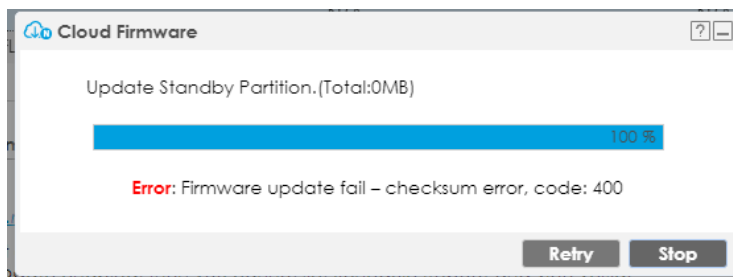 Cloud Firmware
Update Standby Partition.(Total:0MB)
100 %
Error: Firmware update fail – checksum error, code: 400
Retry
Stop